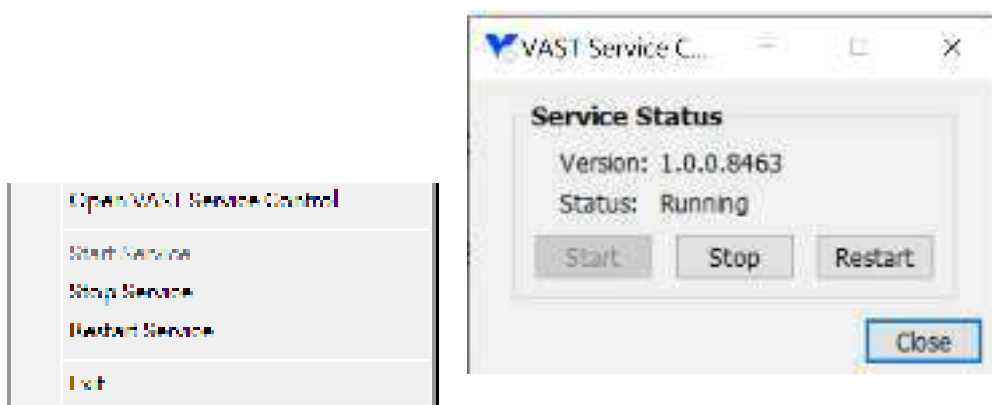 Open VAST Service Control
Start Service
Stop Service
Restart Service
Exit
VAST Service C...
Service Status
Version: 1.0.0.8463
Status: Running
Start
Stop
Restart
Close